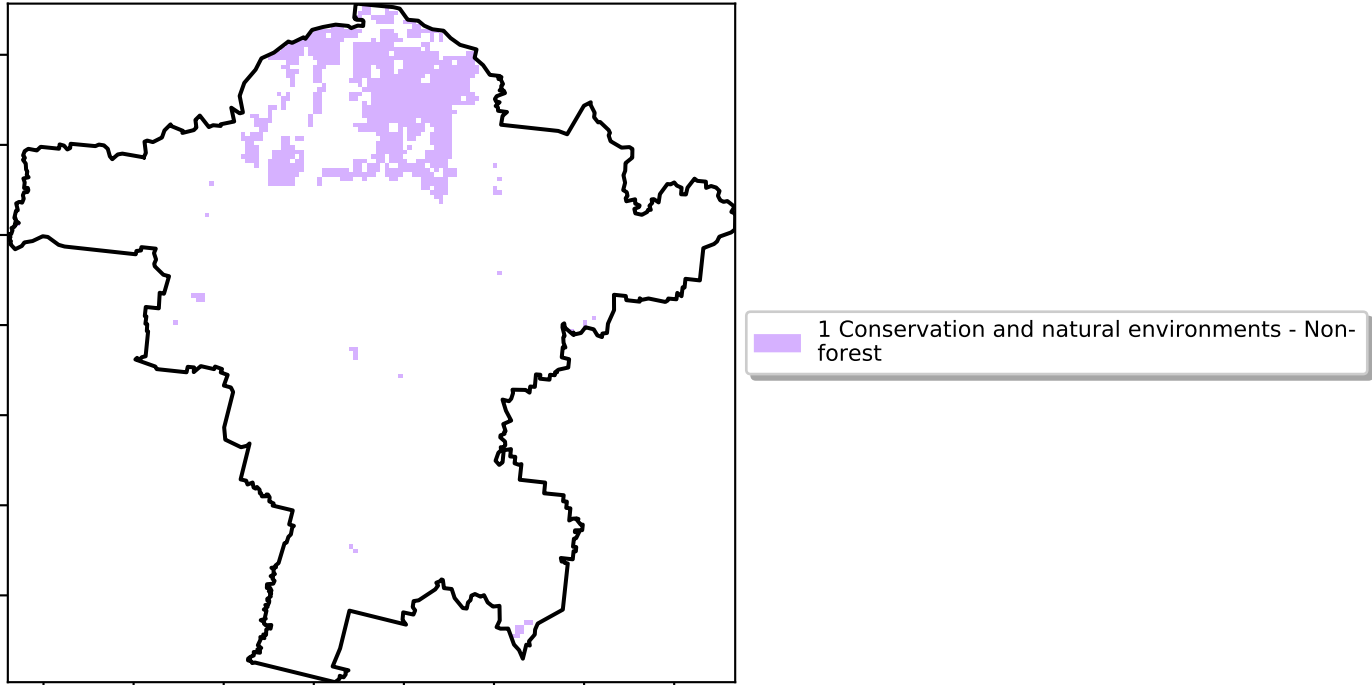 1 Conservation and natural environments - Non-
forest